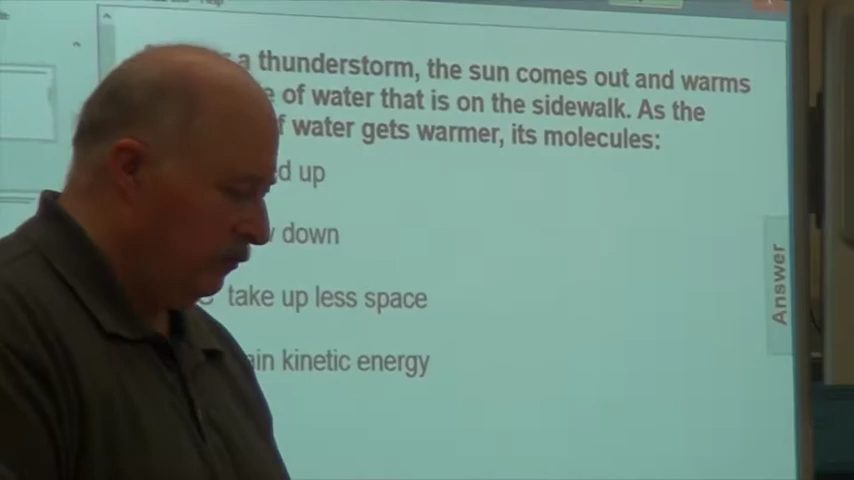 a thunderstorm, the sun comes out and warms
of water that is on the sidewalk. As the
water gets warmer, its molecules:
up
down
take up less space
kinetic energy
Answer